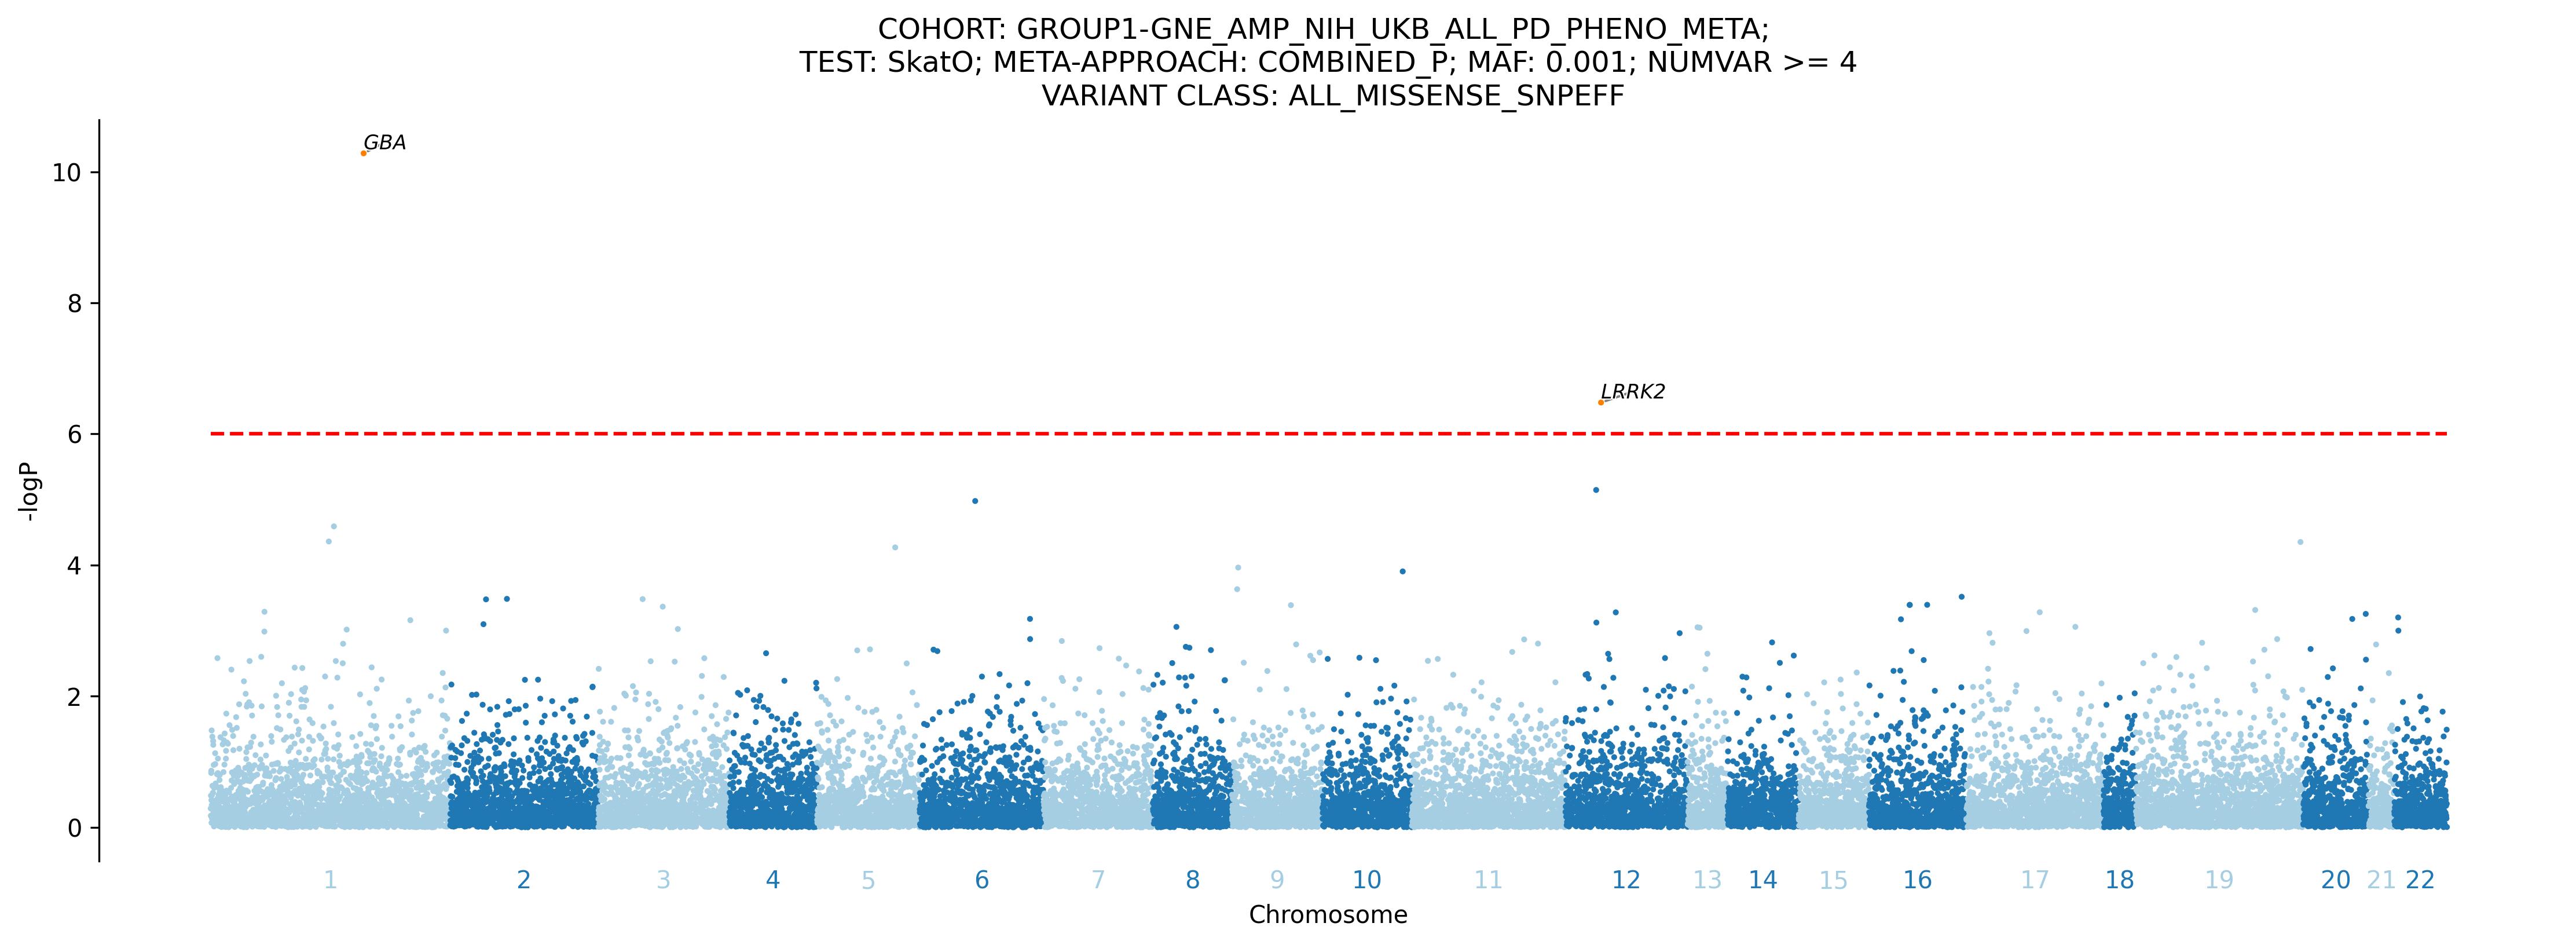 COHORT: GROUP1-GNE_AMP_NIH_UKB_ALL_PD_PHENO_META;
TEST: SkatO; META-APPROACH: COMBINED_P; MAF: 0.001; NUMVAR >= 4
VARIANT CLASS: ALL_MISSENSE_SNPEFF
GBA
10
8
LRRK2
6
-logP
4
2
0
1 2 3 4 5 6 7 8 9 10 11 12 13 14 15 16 17 18 19 20 21 22
Chromosome